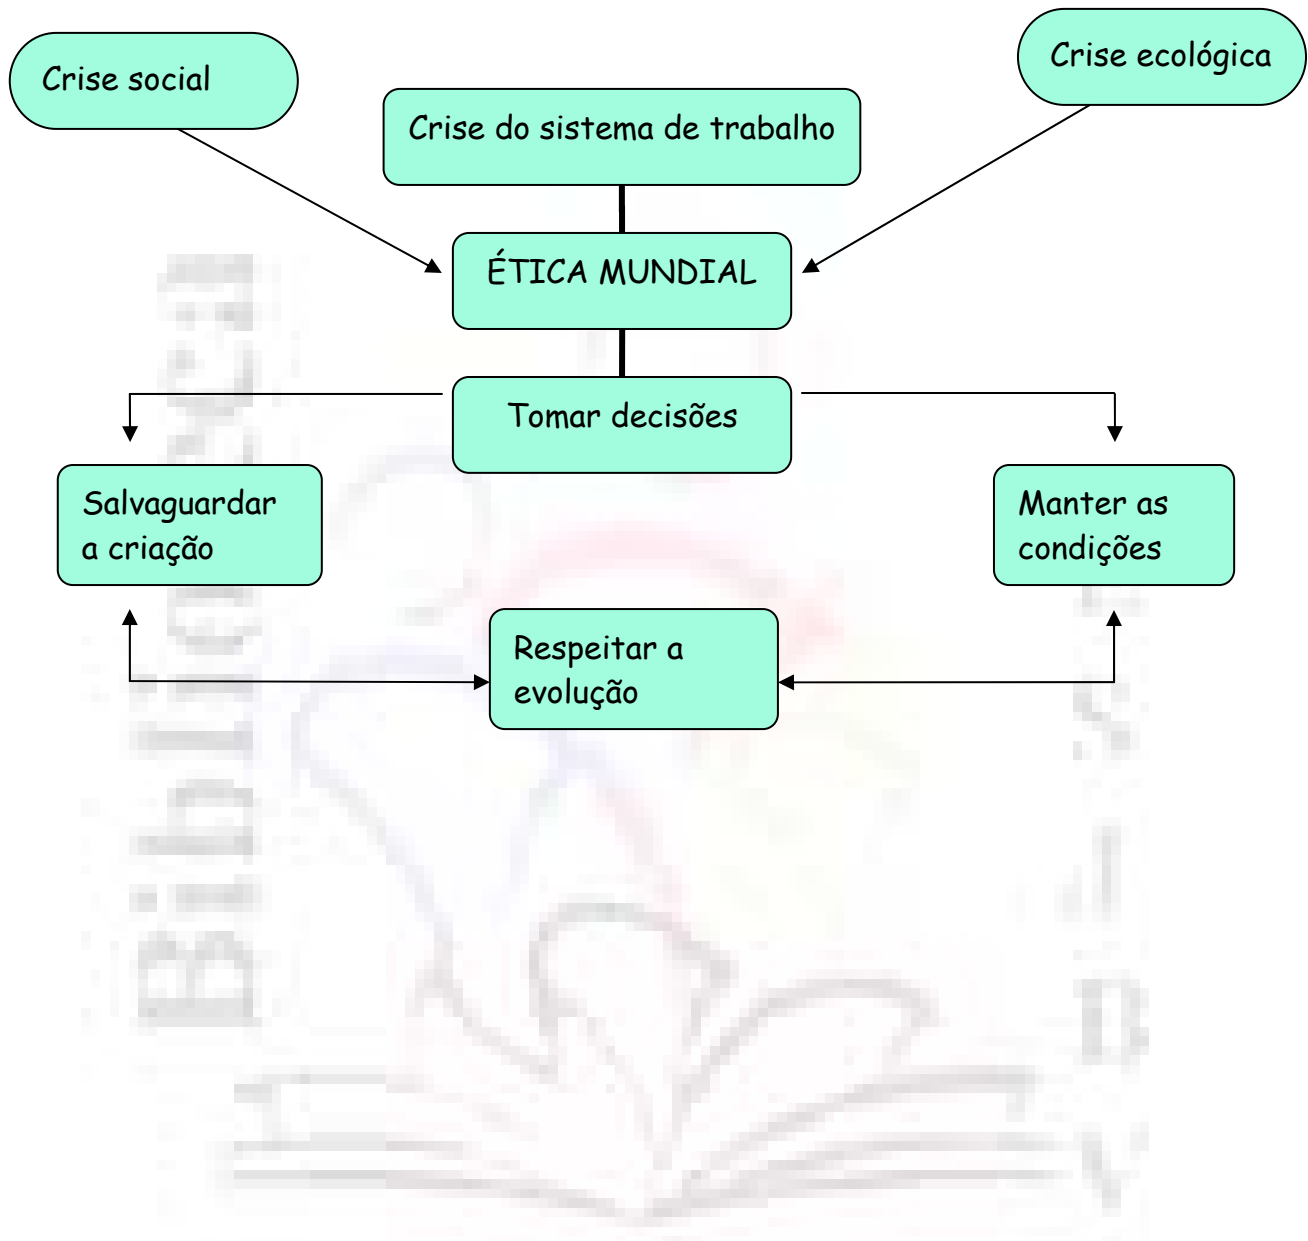 Crise social
Crise ecológica
Crise do sistema de trabalho
ÉTICA MUNDIAL
Tomar decisões
Salvaguardar
a criação
Manter as
condições
Respeitar a
evolução